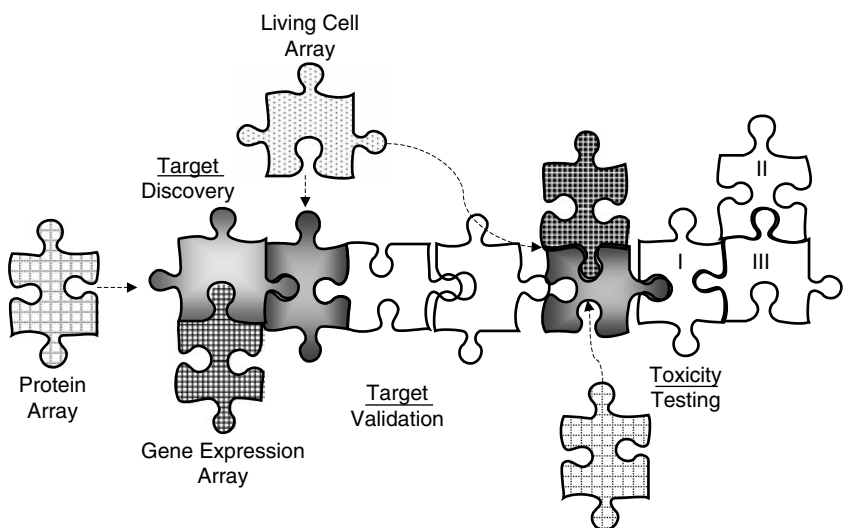 Living Cell
Array
Target
Discovery
II
I
III
Protein
Array
Target
Validation
Toxicity
Testing
Gene Expression
Array